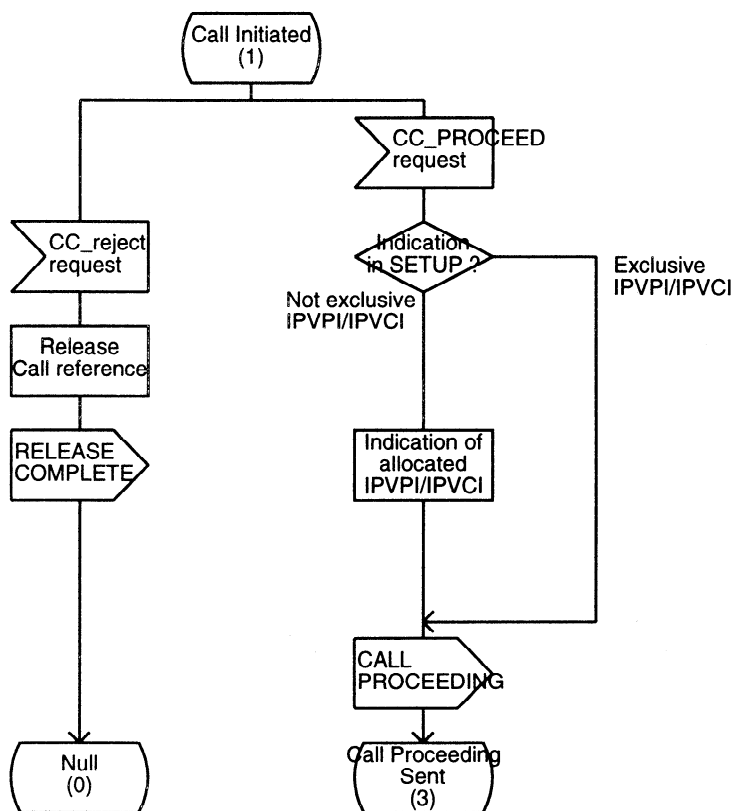 Call Initiated
(1)
CC_PROCEED
request
CC_reject
request
Indication
in SETUP ?
Exclusive
IPVPI/IPVCI
Not exclusive
IPVPI/IPVCI
Release
Call reference
RELEASE
COMPLETE
Indication of
allocated
IPVPI/IPVCI
CALL
PROCEEDING
Null
(0)
Call Proceeding
Sent
(3)